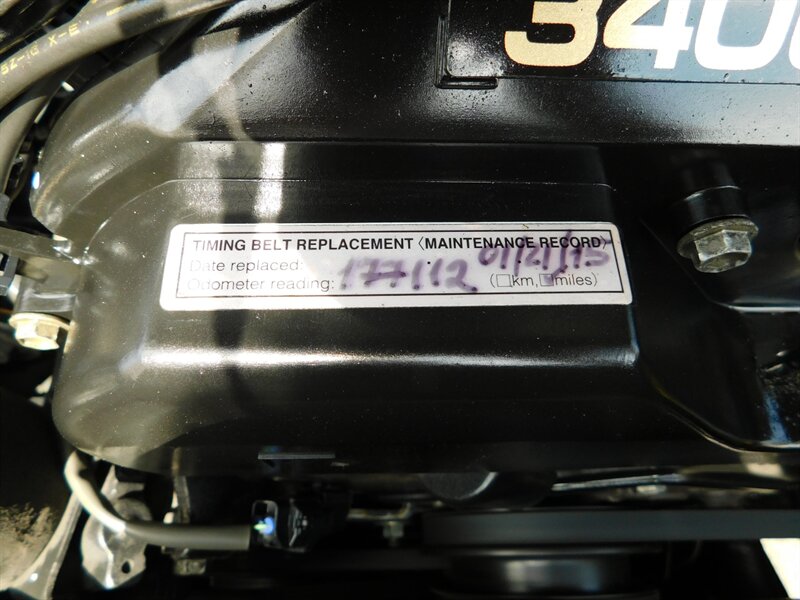 3400
TIMING BELT REPLACEMENT (MAINTENANCE RECORD)
Date replaced: 01/21/15
Odometer reading: 177112 (□km, □miles)